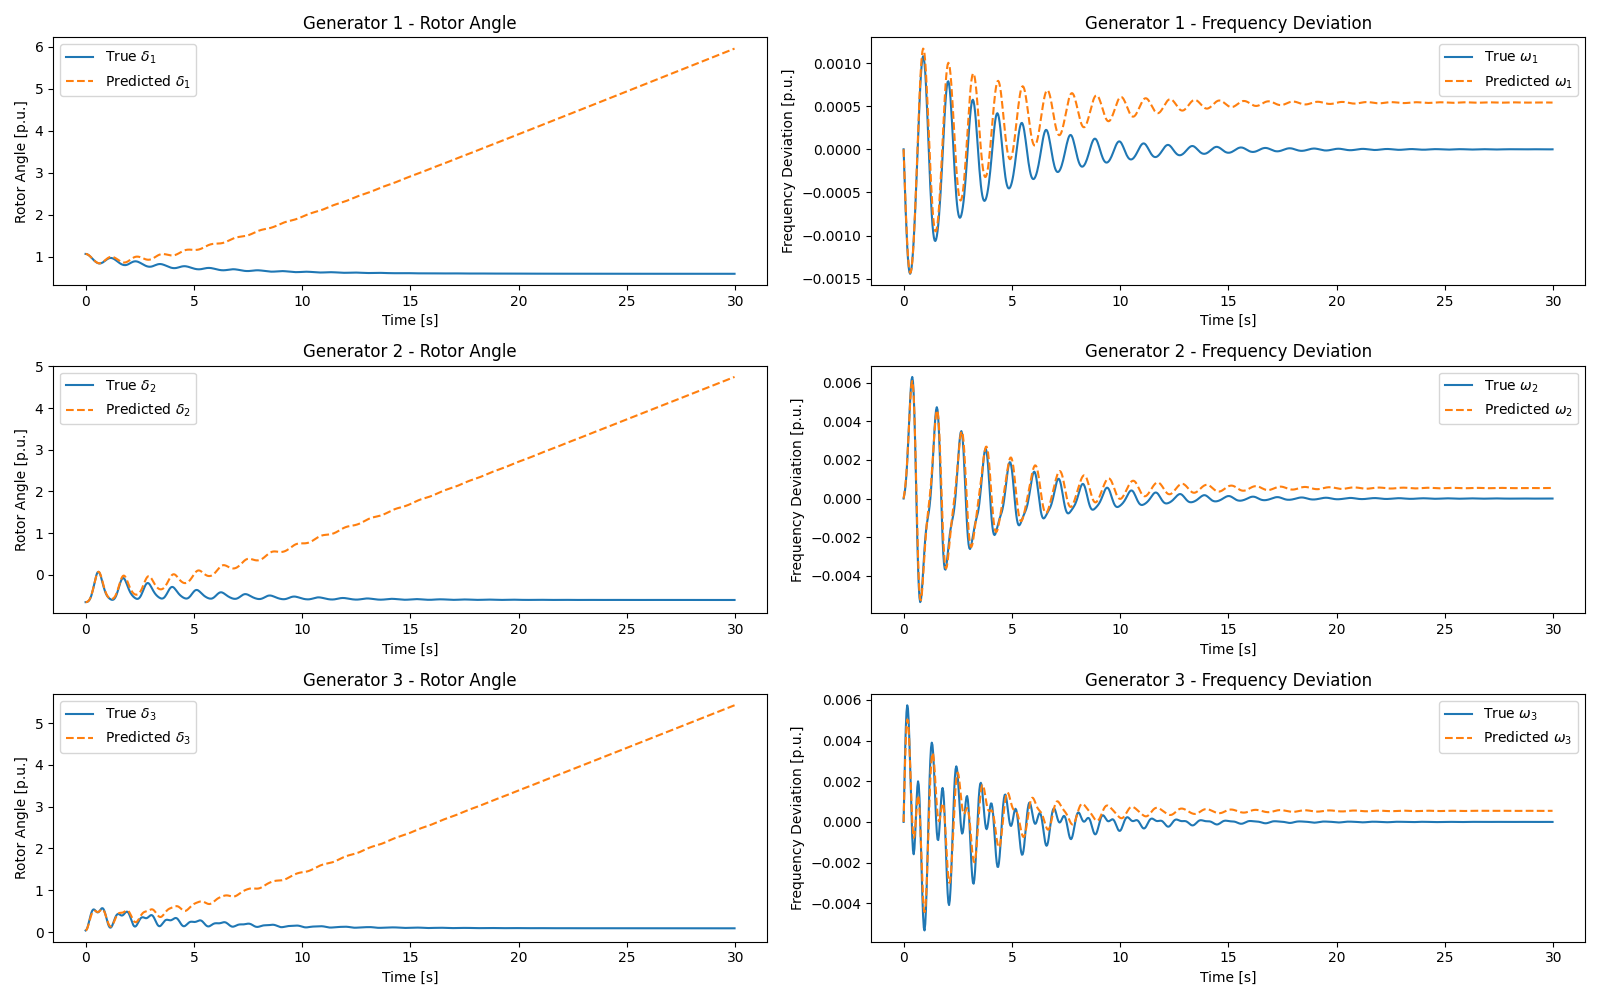 Generator 1 - Rotor Angle
Rotor Angle [p.u.]
6
5
4
3
2
1
True δ₁
Predicted δ₁
0 5 10 15 20 25 30
Time [s]
Generator 1 - Frequency Deviation
Frequency Deviation [p.u.]
0.0010
0.0005
0.0000
−0.0005
−0.0010
−0.0015
True ω₁
Predicted ω₁
0 5 10 15 20 25 30
Time [s]
Generator 2 - Rotor Angle
Rotor Angle [p.u.]
5
4
3
2
1
0
True δ₂
Predicted δ₂
0 5 10 15 20 25 30
Time [s]
Generator 2 - Frequency Deviation
Frequency Deviation [p.u.]
0.006
0.004
0.002
0.000
−0.002
−0.004
True ω₂
Predicted ω₂
0 5 10 15 20 25 30
Time [s]
Generator 3 - Rotor Angle
Rotor Angle [p.u.]
5
4
3
2
1
0
True δ₃
Predicted δ₃
0 5 10 15 20 25 30
Time [s]
Generator 3 - Frequency Deviation
Frequency Deviation [p.u.]
0.006
0.004
0.002
0.000
−0.002
−0.004
True ω₃
Predicted ω₃
0 5 10 15 20 25 30
Time [s]